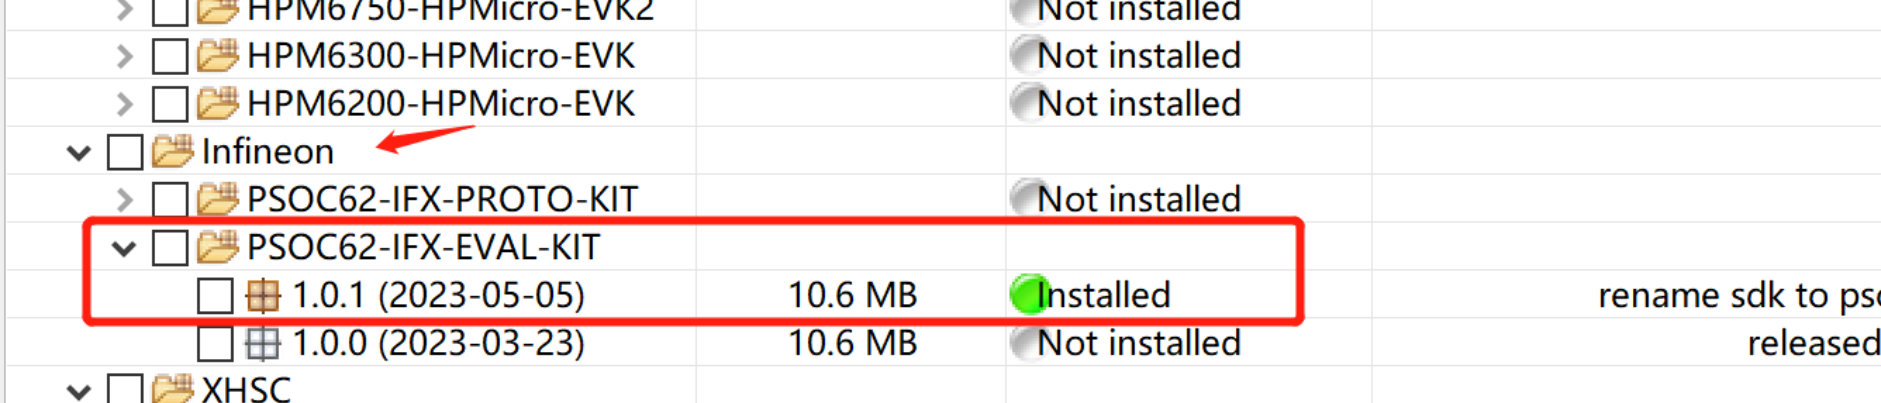 HPM6750-HPMicro-EVK2 Not installed
HPM6300-HPMicro-EVK Not installed
HPM6200-HPMicro-EVK Not installed
Infineon
PSOC62-IFX-PROTO-KIT Not installed
PSOC62-IFX-EVAL-KIT
1.0.1 (2023-05-05) 10.6 MB Installed rename sdk to pso
1.0.0 (2023-03-23) 10.6 MB Not installed released
XHSC